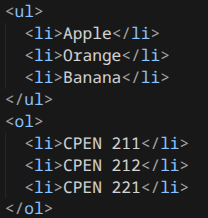 <ul>
  <li>Apple</li>
  <li>Orange</li>
  <li>Banana</li>
</ul>
<ol>
  <li>CPEN 211</li>
  <li>CPEN 212</li>
  <li>CPEN 221</li>
</ol>